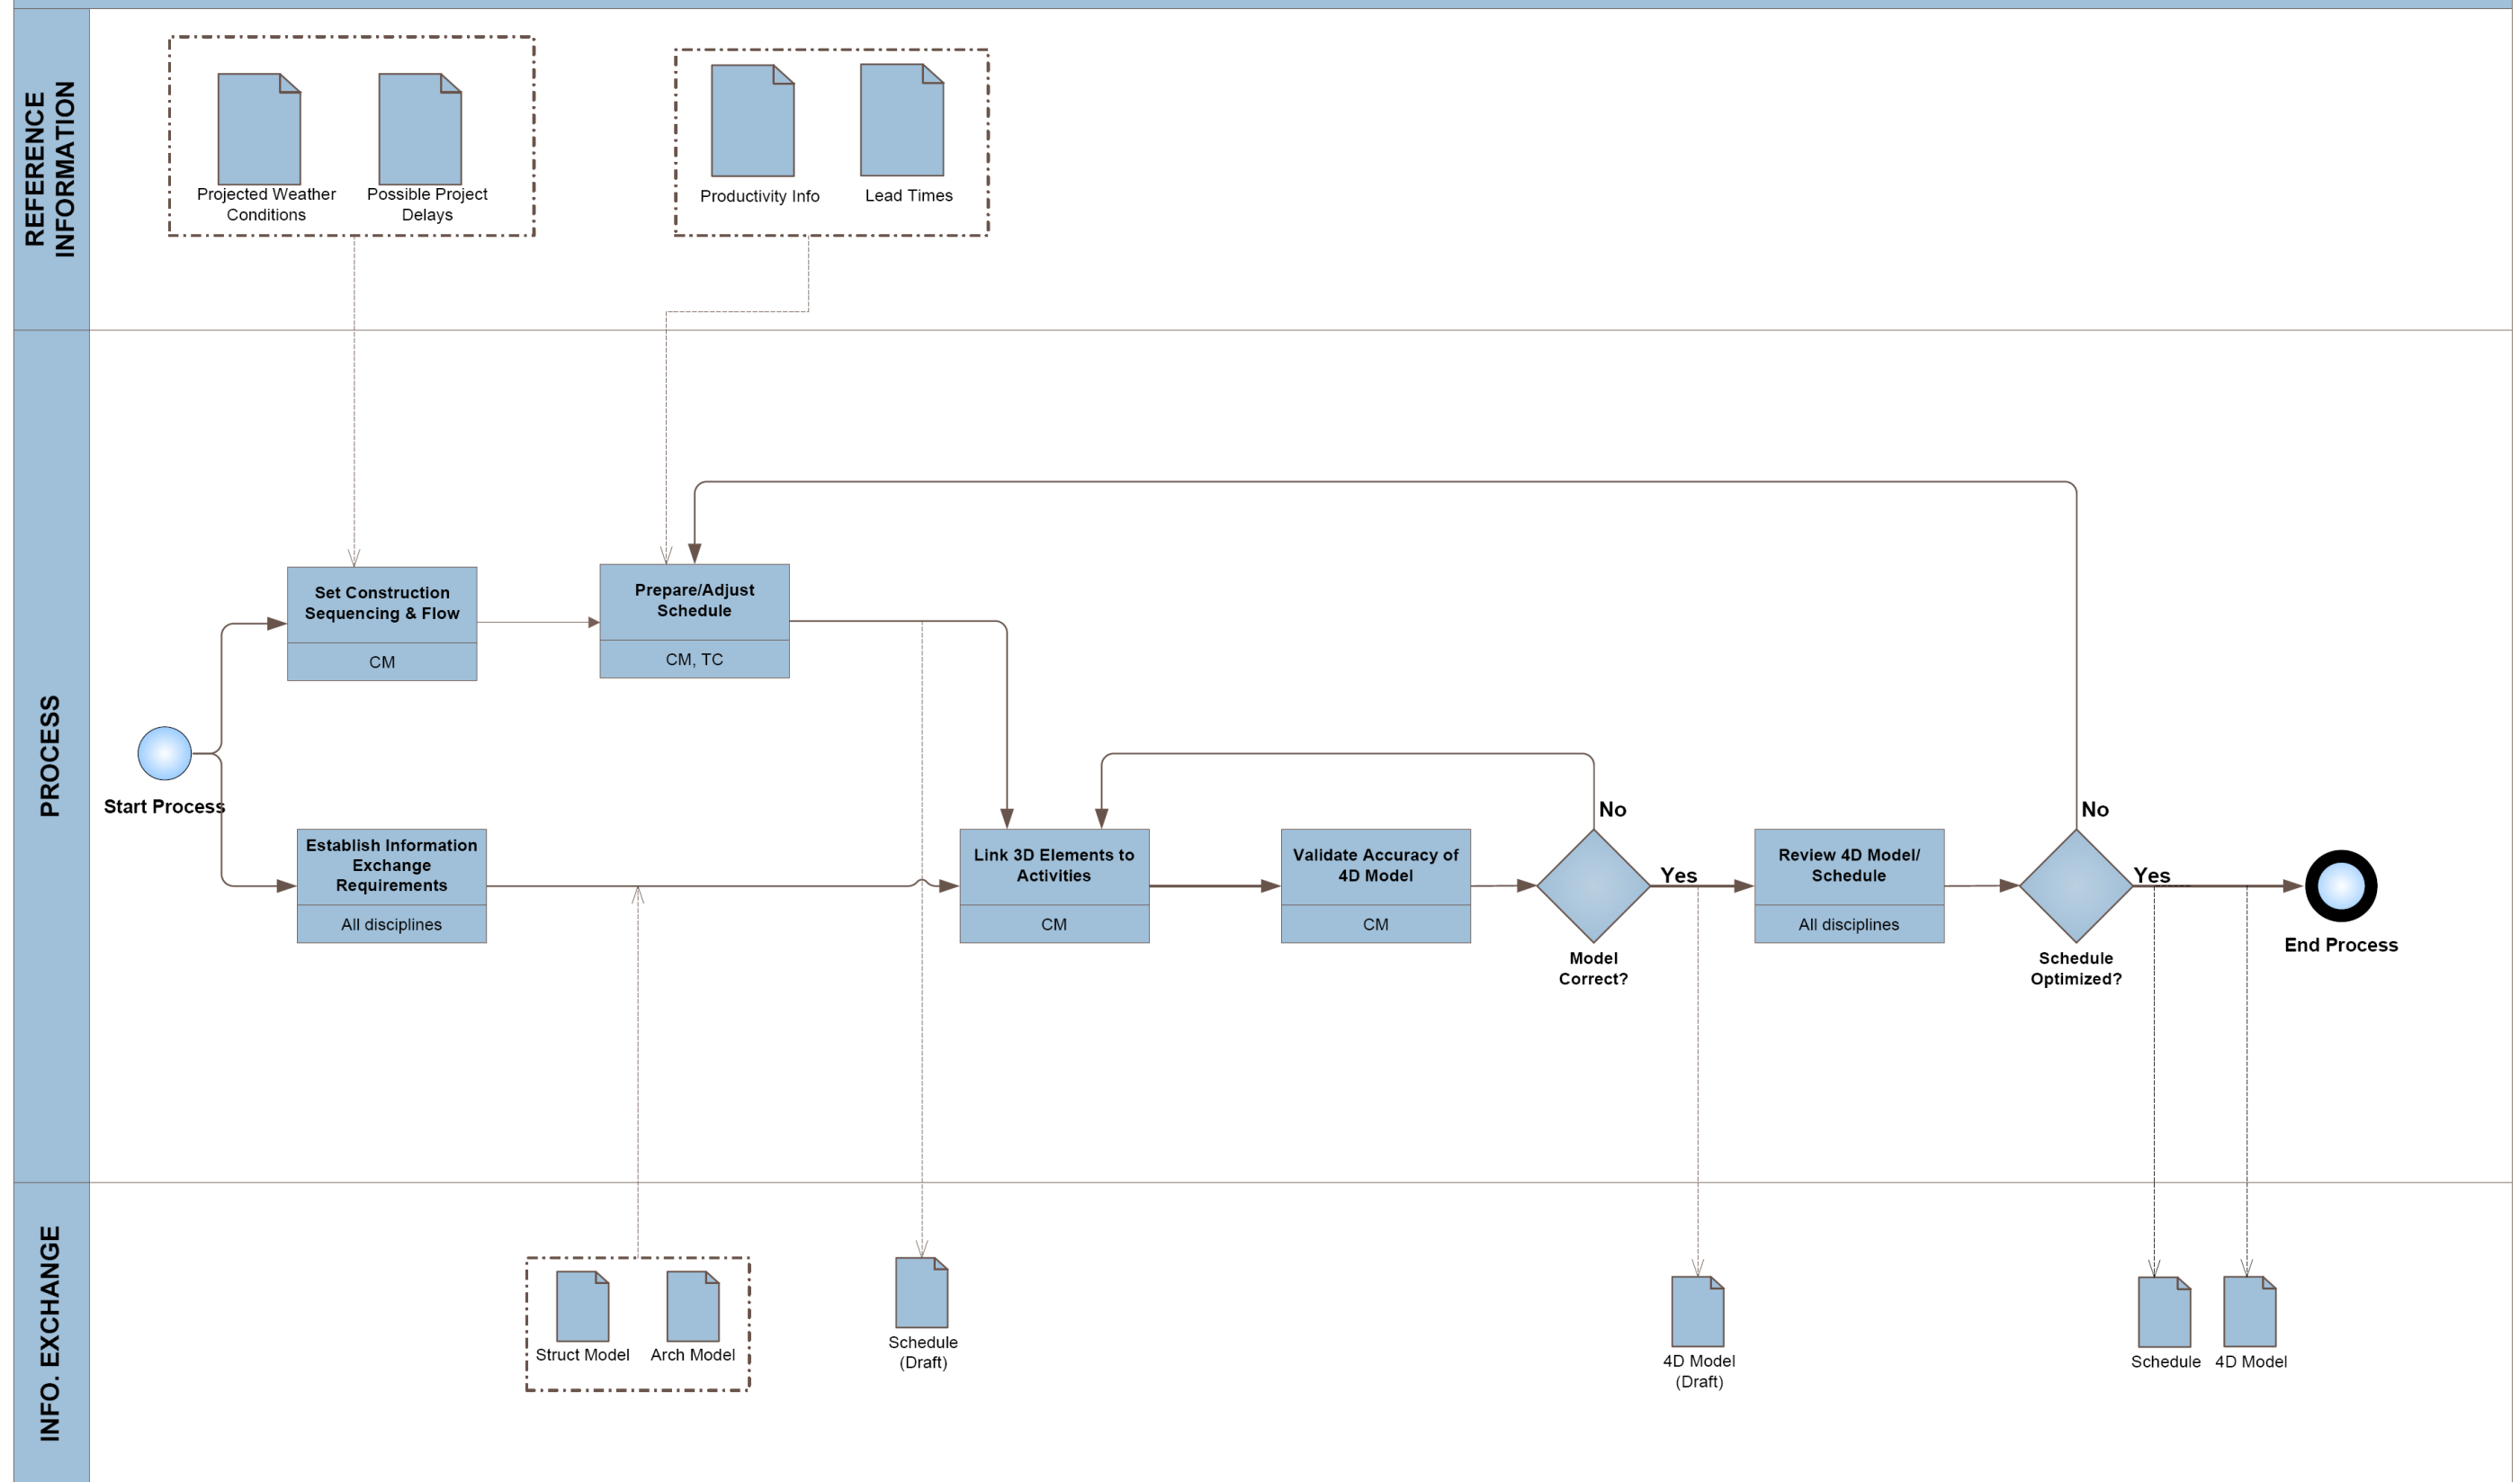 REFERENCE
INFORMATION
Projected Weather
Conditions
Possible Project
Delays
Productivity Info
Lead Times
PROCESS
Start Process
Set Construction
Sequencing & Flow
CM
Prepare/Adjust
Schedule
CM, TC
Establish Information
Exchange
Requirements
All disciplines
Link 3D Elements to
Activities
CM
Validate Accuracy of
4D Model
CM
No
Yes
Model
Correct?
Review 4D Model/
Schedule
All disciplines
No
Yes
Schedule
Optimized?
End Process
INFO. EXCHANGE
Struct Model
Arch Model
Schedule
(Draft)
4D Model
(Draft)
Schedule
4D Model